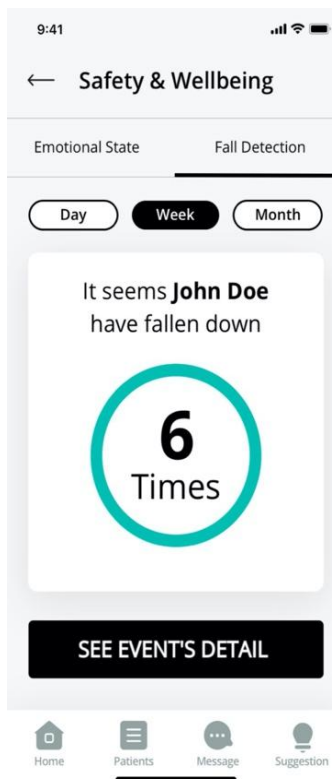 9:41
Safety & Wellbeing
Emotional State Fall Detection
Day Week Month
It seems John Doe
have fallen down
6
Times
SEE EVENT'S DETAIL
Home Patients Message Suggestion